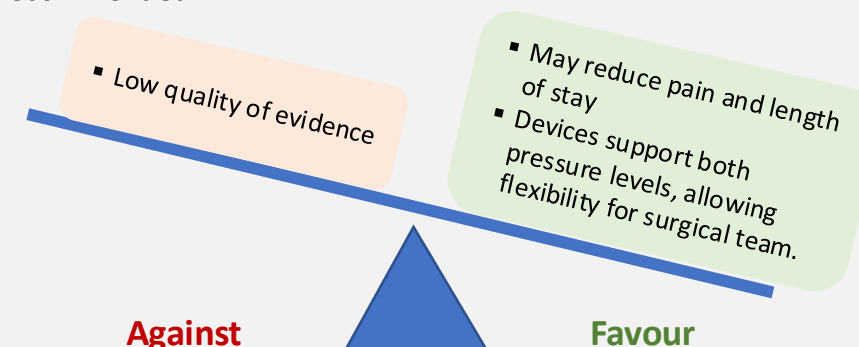 ▪ Low quality of evidence
▪ May reduce pain and length
of stay
▪ Devices support both
pressure levels, allowing
flexibility for surgical team.
Against
Favour